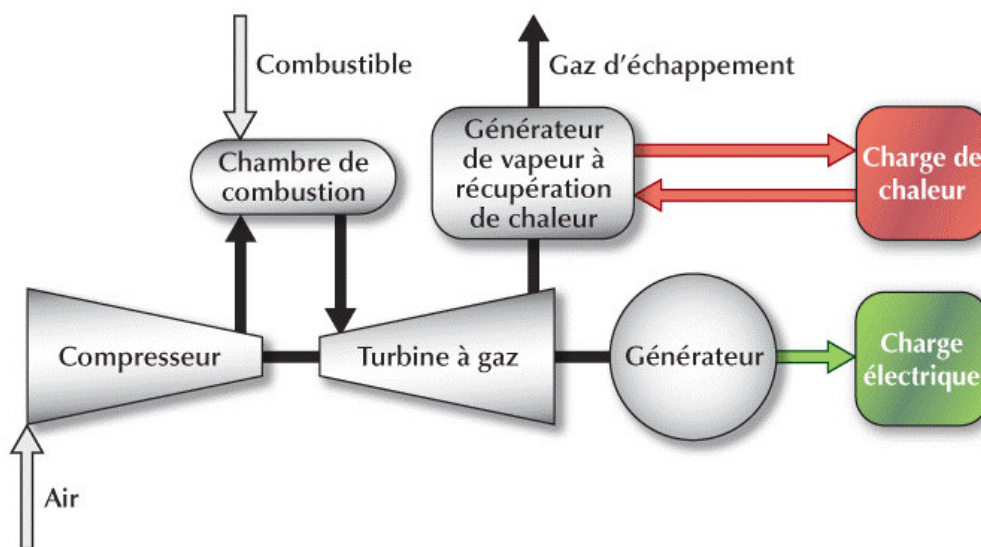 Combustible
Gaz d’échappement
Chambre de
combustion
Générateur
de vapeur à
récupération
de chaleur
Charge de
chaleur
Compresseur
Turbine à gaz
Générateur
Charge
électrique
Air